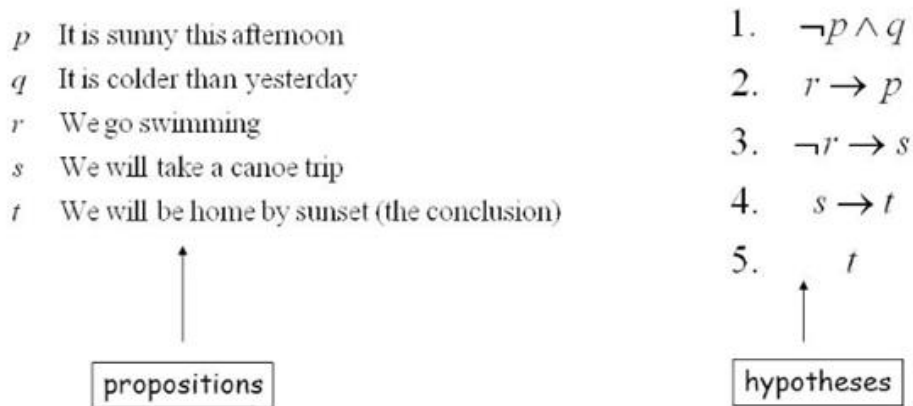 p It is sunny this afternoon
q It is colder than yesterday
r We go swimming
s We will take a canoe trip
t We will be home by sunset (the conclusion)
propositions
1. ¬p ∧ q
2. r → p
3. ¬r → s
4. s → t
5. t
hypotheses